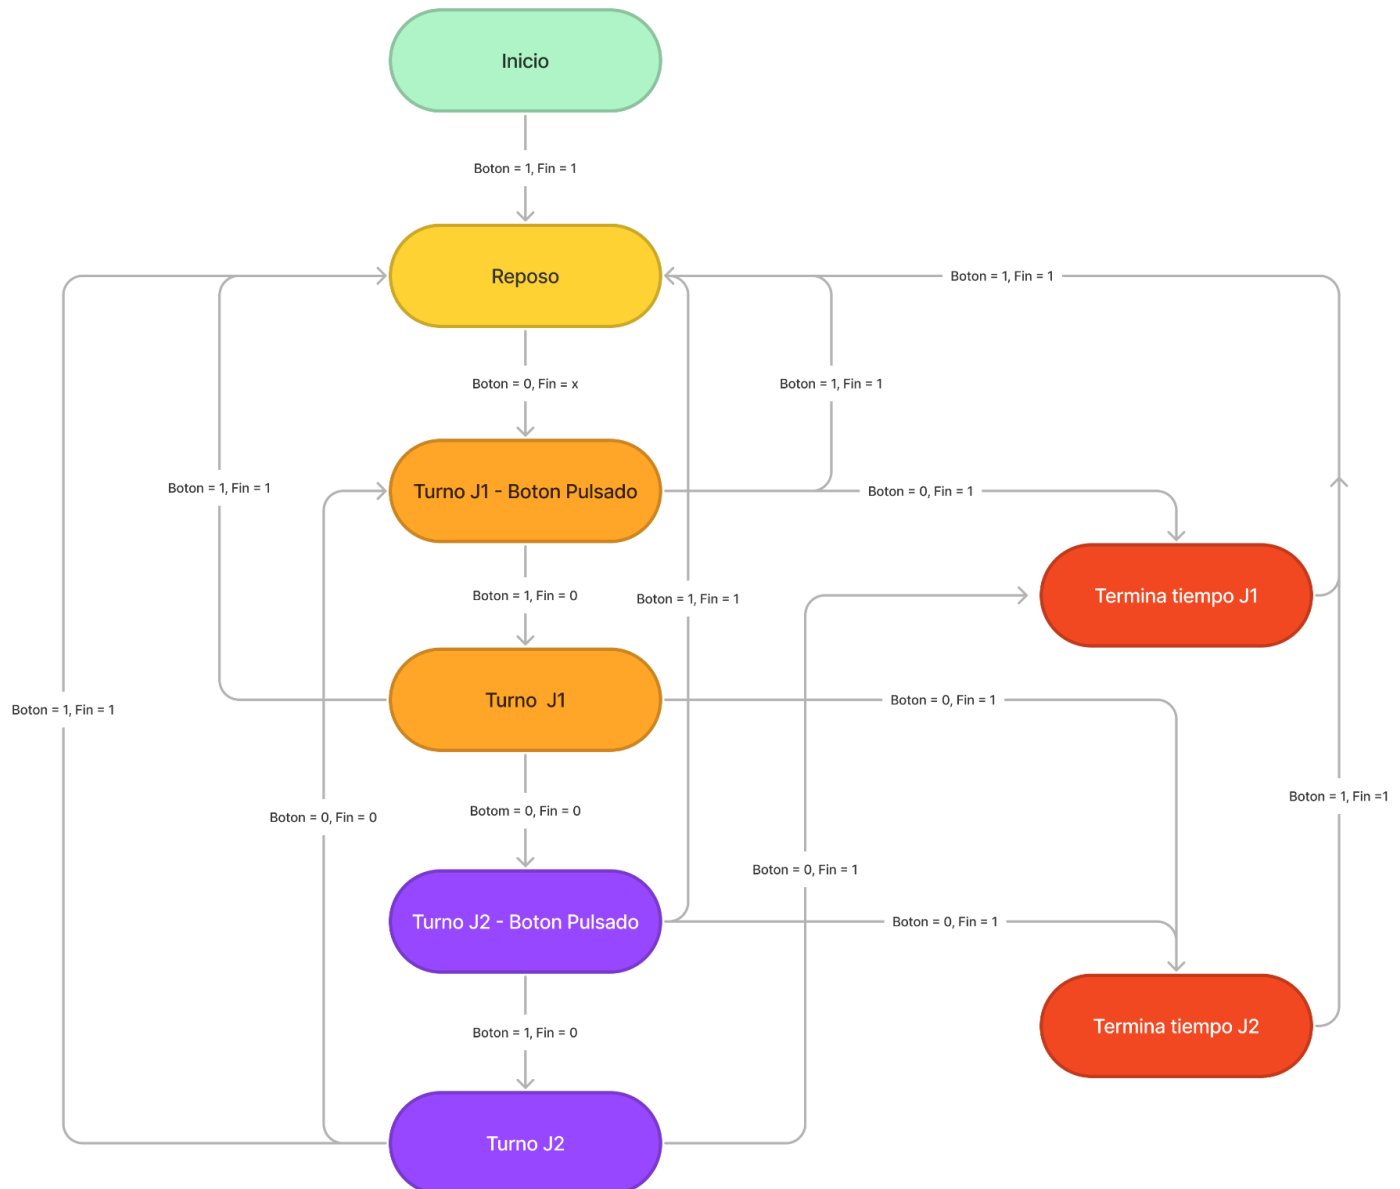 Inicio
Boton = 1, Fin = 1
Reposo
Boton = 1, Fin = 1
Boton = 0, Fin = x
Boton = 1, Fin = 1
Boton = 1, Fin = 1
Turno J1 - Boton Pulsado
Boton = 0, Fin = 1
Boton = 1, Fin = 0
Boton = 1, Fin = 1
Termina tiempo J1
Turno J1
Boton = 0, Fin = 1
Boton = 1, Fin = 1
Boton = 1, Fin =1
Botom = 0, Fin = 0
Boton = 0, Fin = 0
Boton = 0, Fin = 1
Turno J2 - Boton Pulsado
Boton = 0, Fin = 1
Boton = 1, Fin = 0
Termina tiempo J2
Turno J2